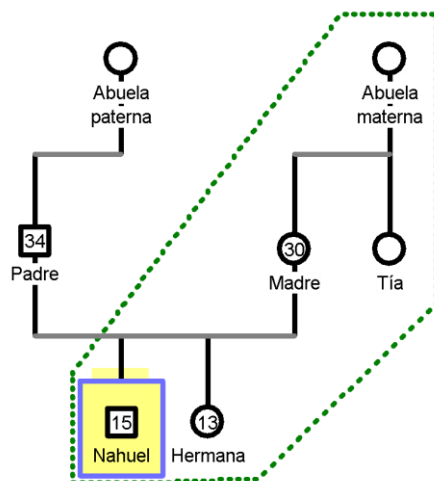 Abuela
paterna
Abuela
materna
34
Padre
30
Madre
Tía
15
Nahuel
13
Hermana